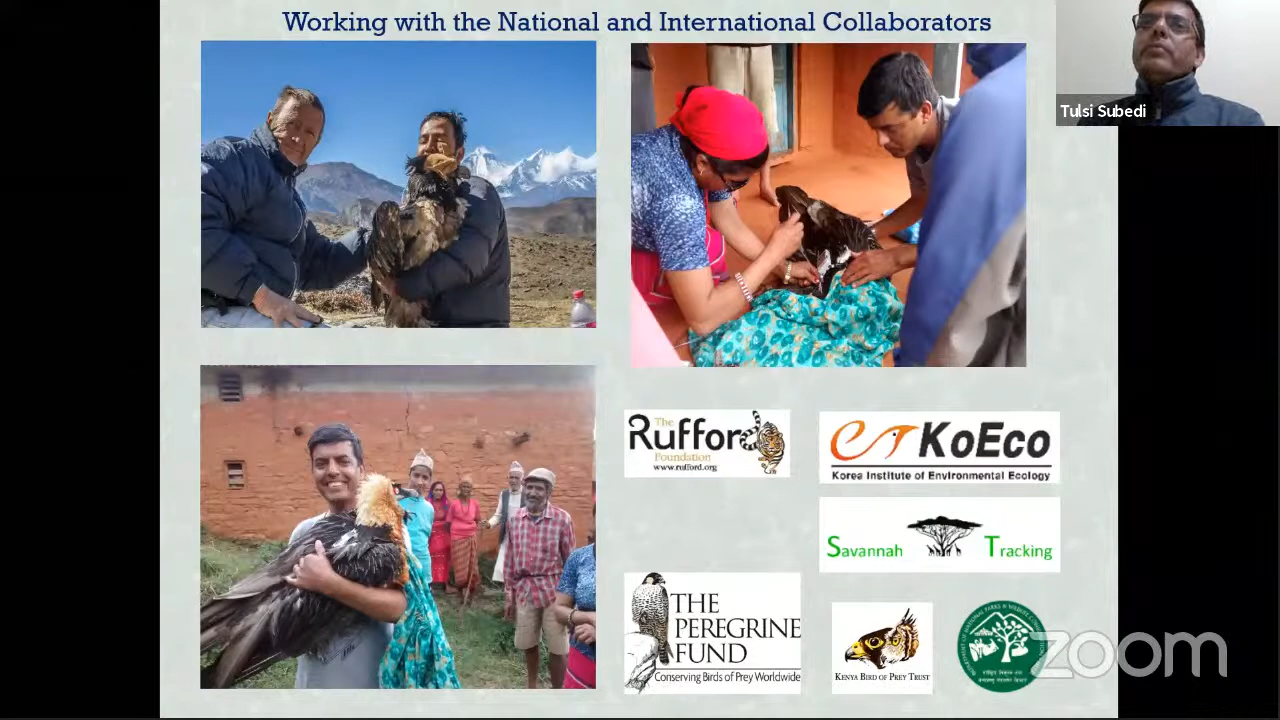 Working with the National and International Collaborators
Tulsi Subedi
The
Rufford
Foundation
www.rufford.org
KoEco
Korea Institute of Environmental Ecology
Savannah Tracking
THE
PEREGRINE
FUND
Conserving Birds of Prey Worldwide
KENYA BIRD OF PREY TRUST
zoom